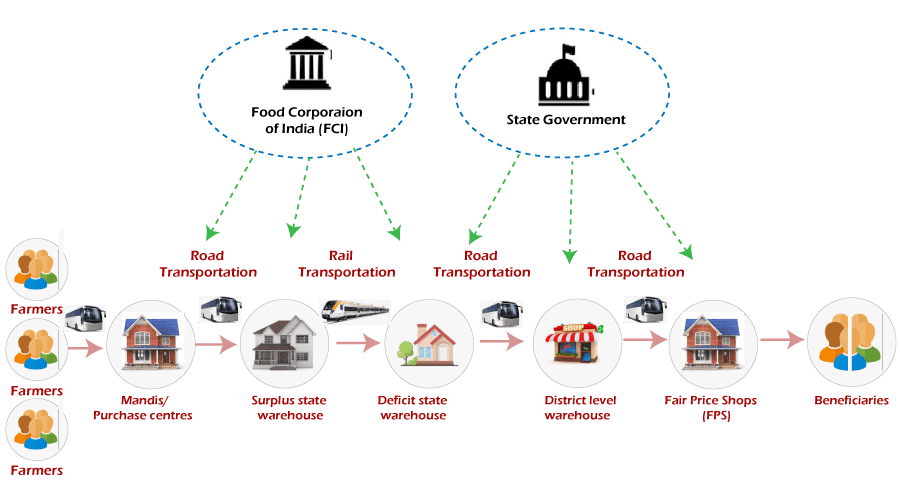 Food Corporaion
of India (FCI)
State Government
Road
Transportation
Rail
Transportation
Road
Transportation
Road
Transportation
Farmers
Farmers
Farmers
SHOP
Mandis/
Purchase centres
Surplus state
warehouse
Deficit state
warehouse
District level
warehouse
Fair Price Shops
(FPS)
Beneficiaries